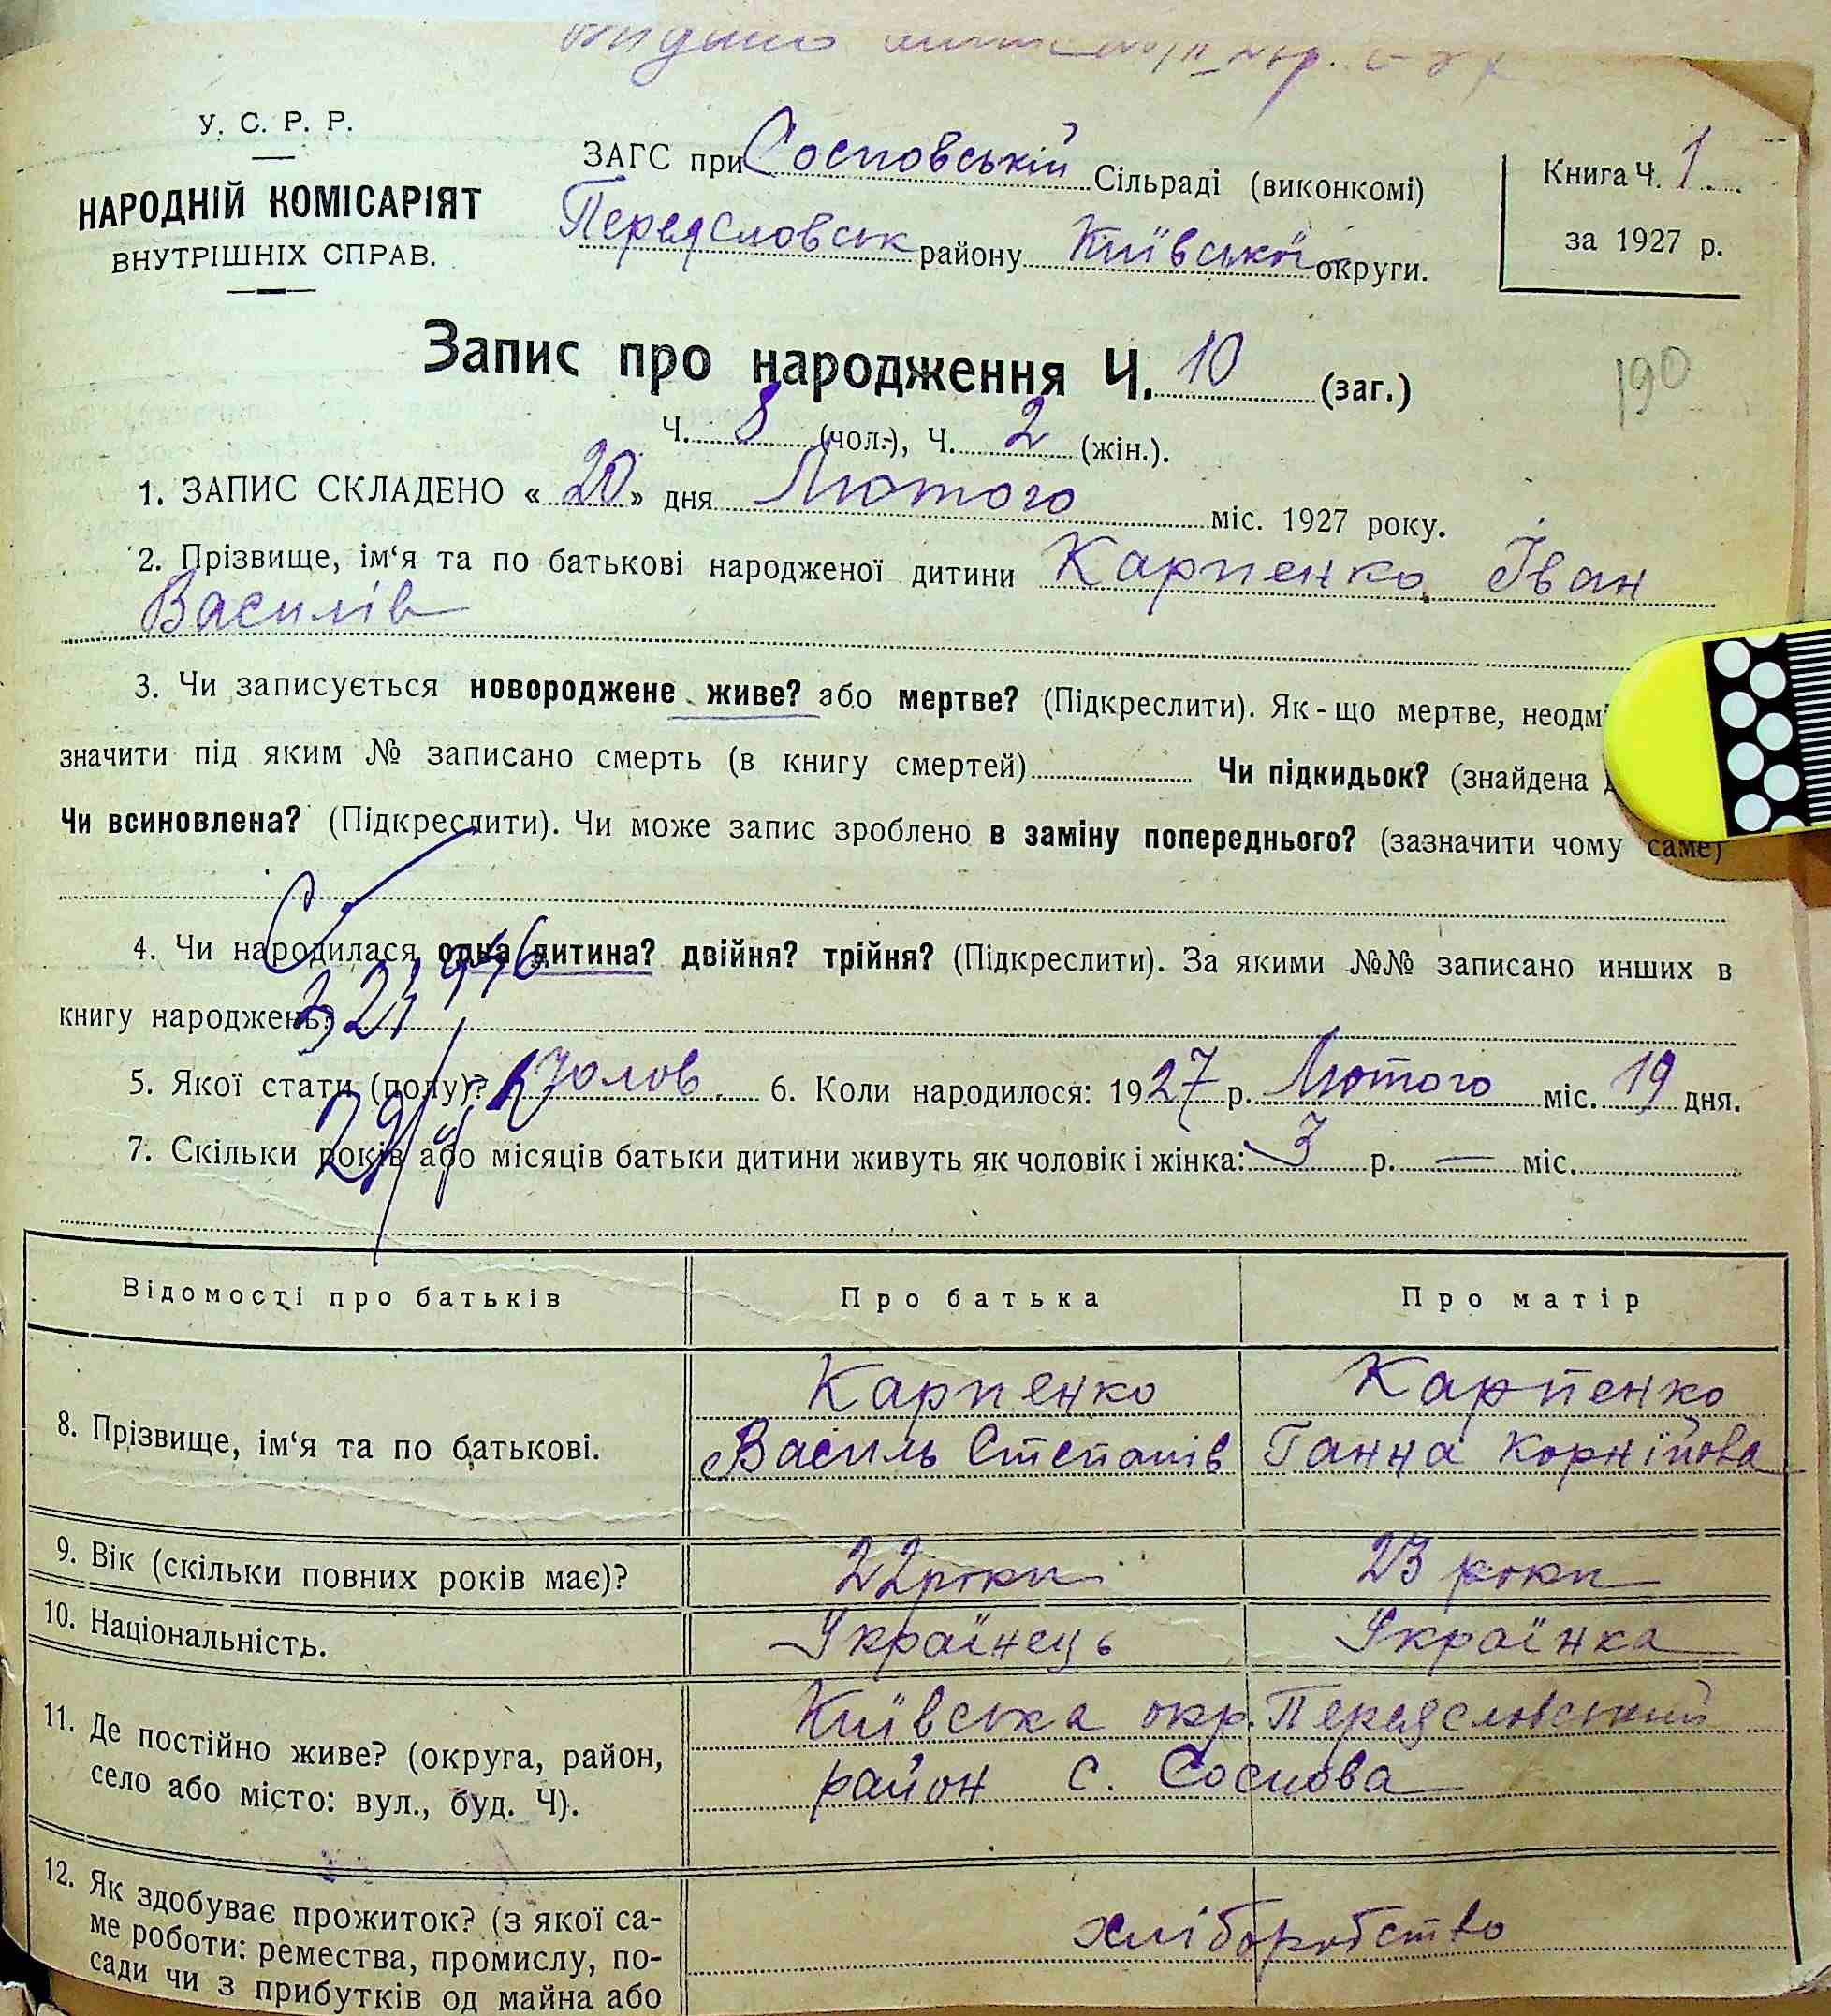 У. С. Р. Р.
НАРОДНІЙ КОМІСАРІЯТ
ВНУТРІШНІХ СПРАВ.
ЗАГС при Сосновській Сільраді (виконкомі)
Переясловськ району Київської округи.
Книга Ч. 1
за 1927 р.
Запис про народження Ч. 10 (заг.)
190
Ч. 8 (чол.), Ч. 2 (жін.).
1. ЗАПИС СКЛАДЕНО «20» дня Лютого міс. 1927 року.
2. Прізвище, ім‘я та по батькові народженої дитини Карпенко Іван
Василів
3. Чи записується новороджене живе? або мертве? (Підкреслити). Як-що мертве, неодмі
значити під яким № записано смерть (в книгу смертей) Чи підкидьок? (знайдена
Чи всиновлена? (Підкреслити). Чи може запис зроблено в заміну попереднього? (зазначити чому саме)
4. Чи народилася одна дитина? двійня? трійня? (Підкреслити). За якими №№ записано инших в
книгу народжень?
5. Якої стати (полу)? Чолов. 6. Коли народилося: 1927 р. Лютого міс. 19 дня.
7. Скільки років або місяців батьки дитини живуть як чоловік і жінка: 3 р. — міс.
Відомості про батьків Про батька Про матір
8. Прізвище, ім‘я та по батькові.
Карпенко
Василь Степанів
Карпенко
Ганна Корнійова
9. Вік (скільки повних років має)? 22 роки 23 роки
10. Національність. Українець Українка
11. Де постійно живе? (округа, район,
село або місто: вул., буд. Ч).
Київська окр. Переясловський
район с. Соснова
12. Як здобуває прожиток? (з якої са-
ме роботи: ремества, промислу, по-
сади чи з прибутків од майна або
хліборобство